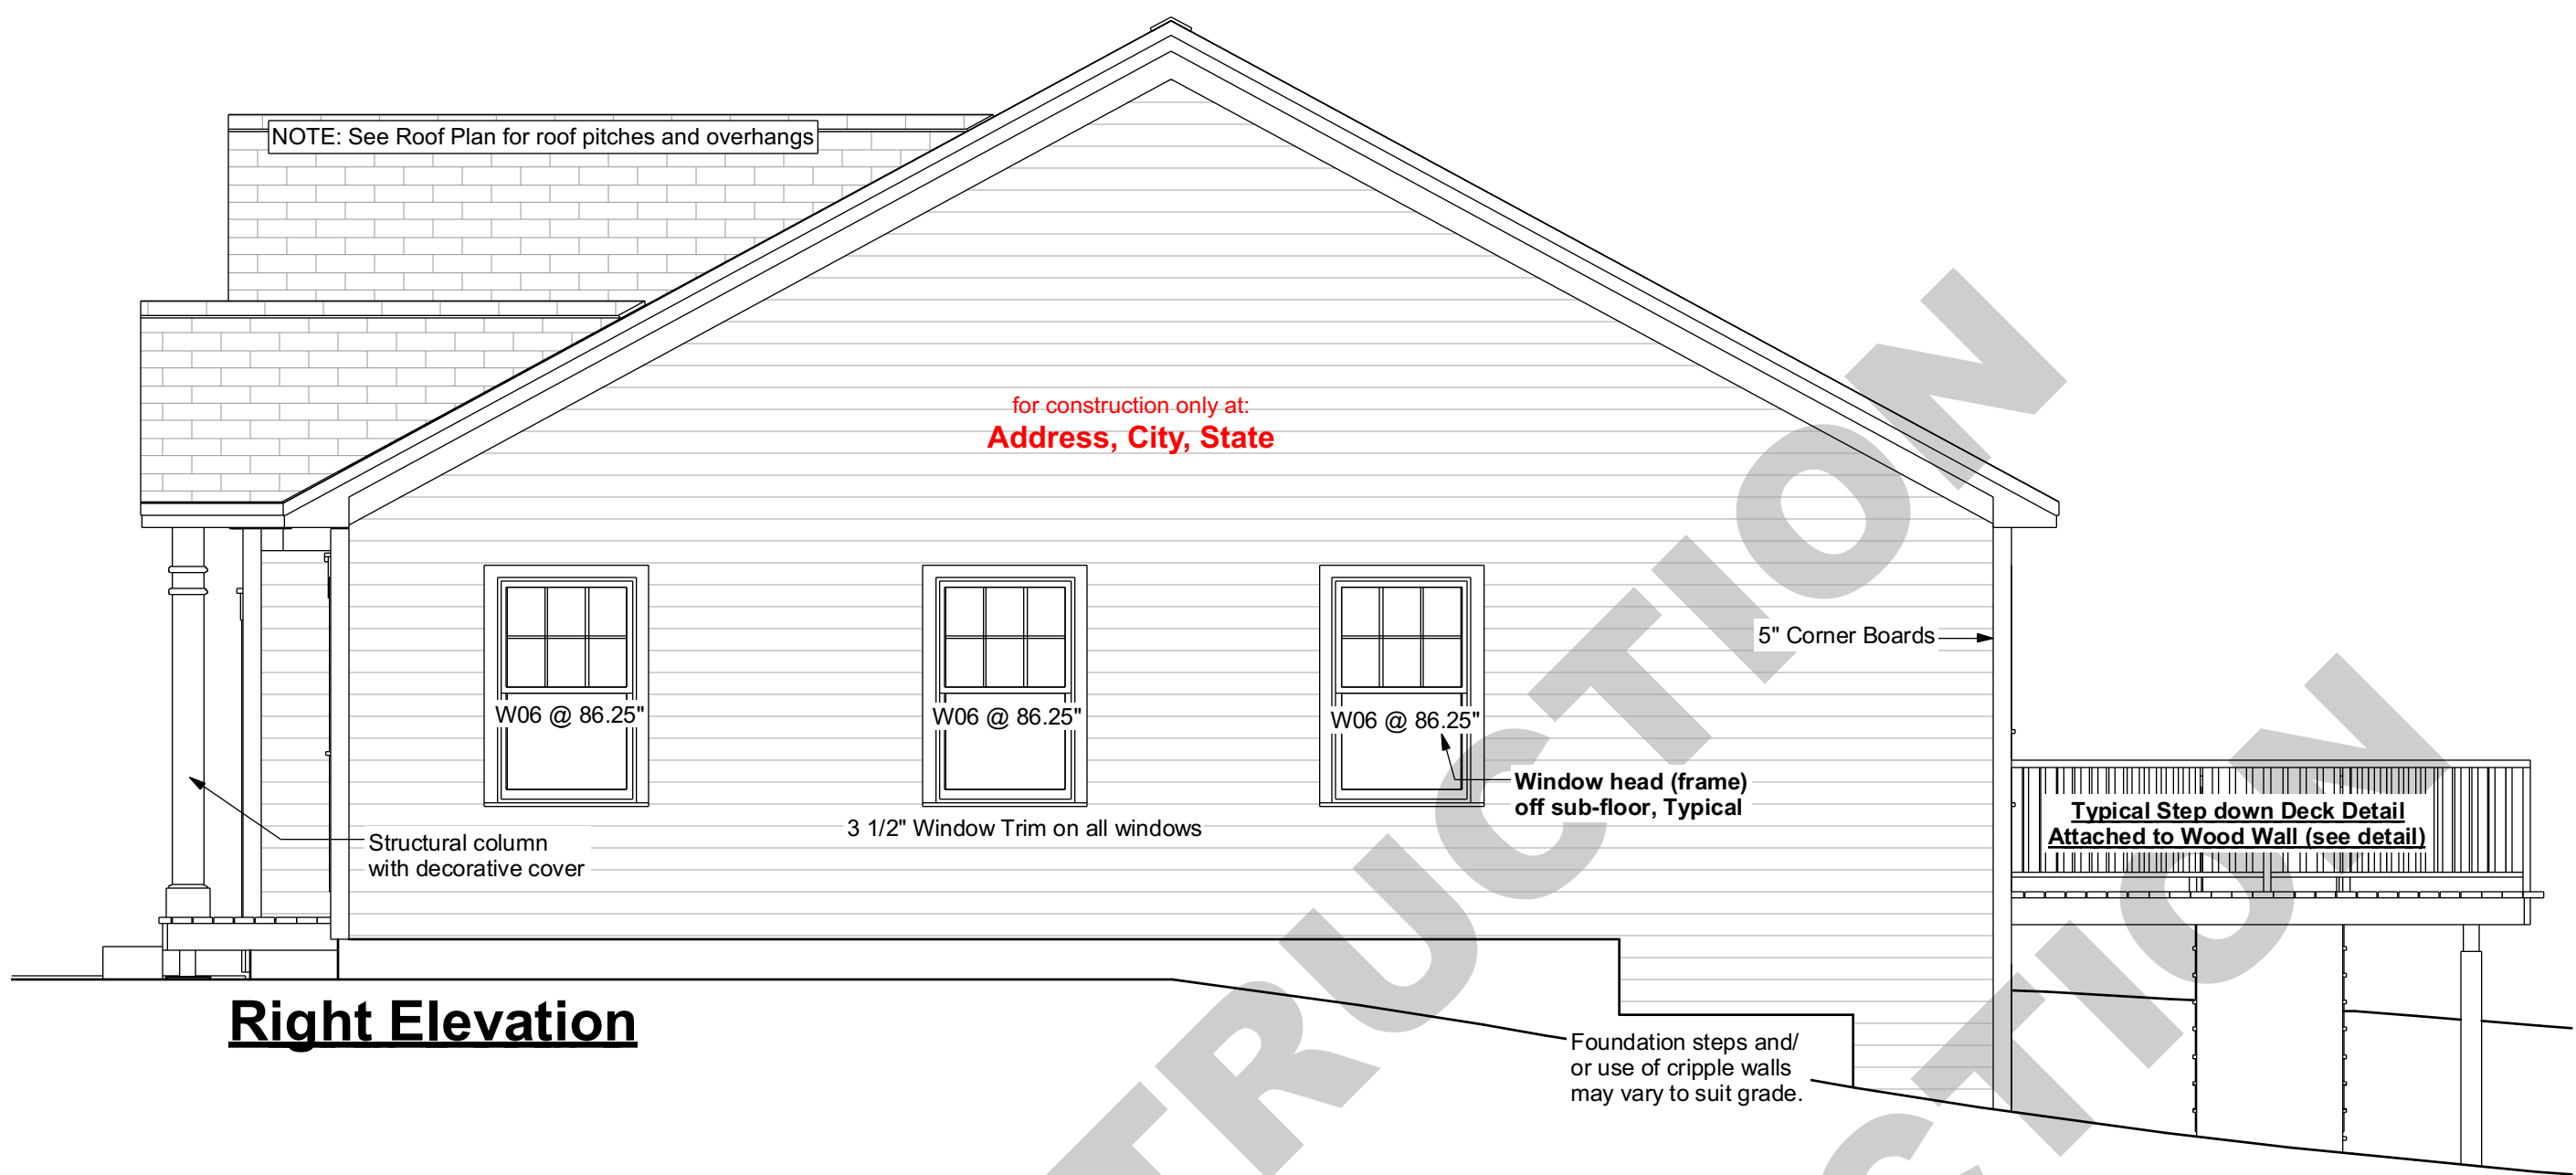 NOTE: See Roof Plan for roof pitches and overhangs
for construction only at:
Address, City, State
5" Corner Boards
W06 @ 86.25"
W06 @ 86.25"
W06 @ 86.25"
Window head (frame)
off sub-floor, Typical
Typical Step down Deck Detail
Attached to Wood Wall (see detail)
3 1/2" Window Trim on all windows
Structural column
with decorative cover
Right Elevation
Foundation steps and/
or use of cripple walls
may vary to suit grade.
TRUCTION
CTION